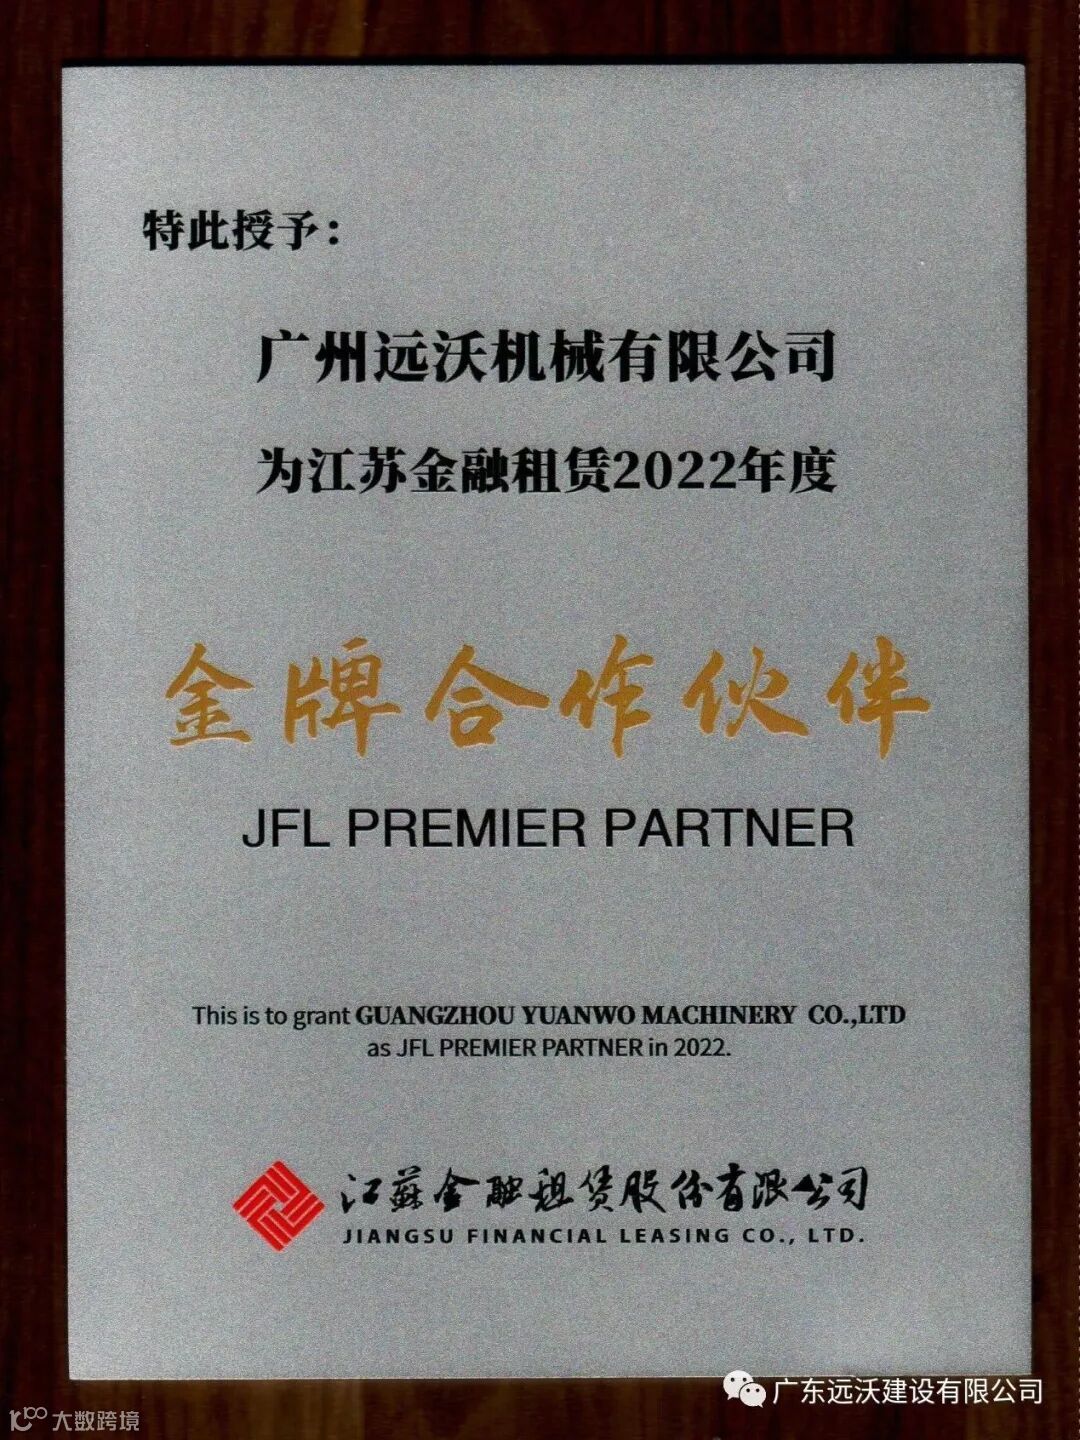 特此授予：
广州远沃机械有限公司
为江苏金融租赁2022年度
金牌合作伙伴
JFL PREMIER PARTNER
This is to grant GUANGZHOU YUANWO MACHINERY CO.,LTD
as JFL PREMIER PARTNER in 2022.
江蘇金融租赁股份有限公司
JIANGSU FINANCIAL LEASING CO., LTD.
广东远沃建设有限公司
大数跨境